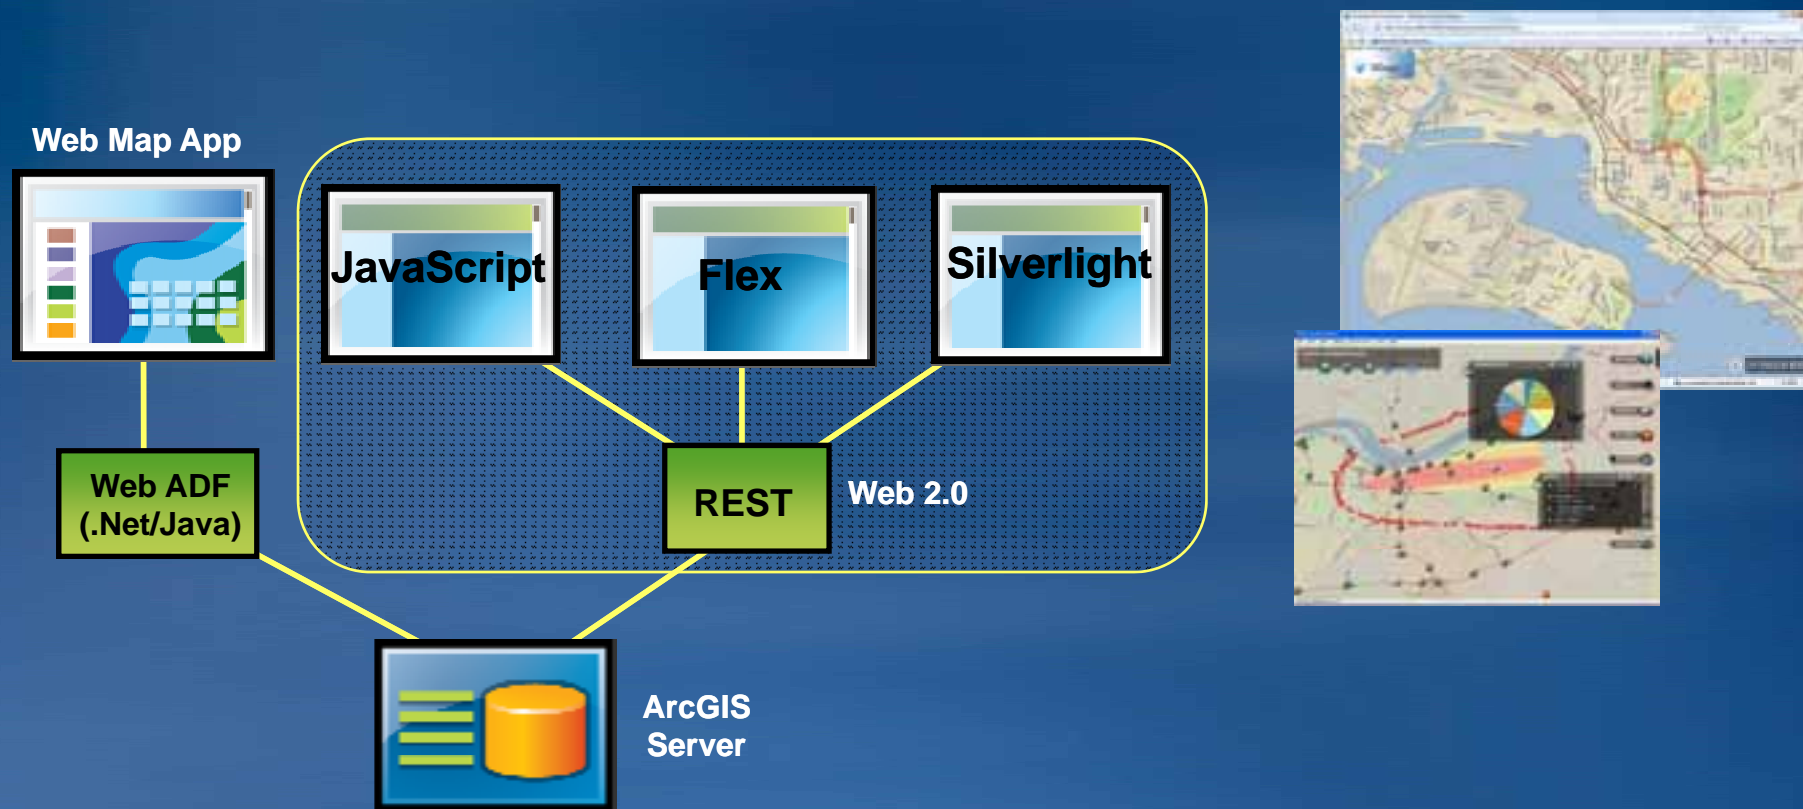 Web Map App
JavaScript
Flex
Silverlight
Web ADF
(.Net/Java)
REST
Web 2.0
ArcGIS
Server